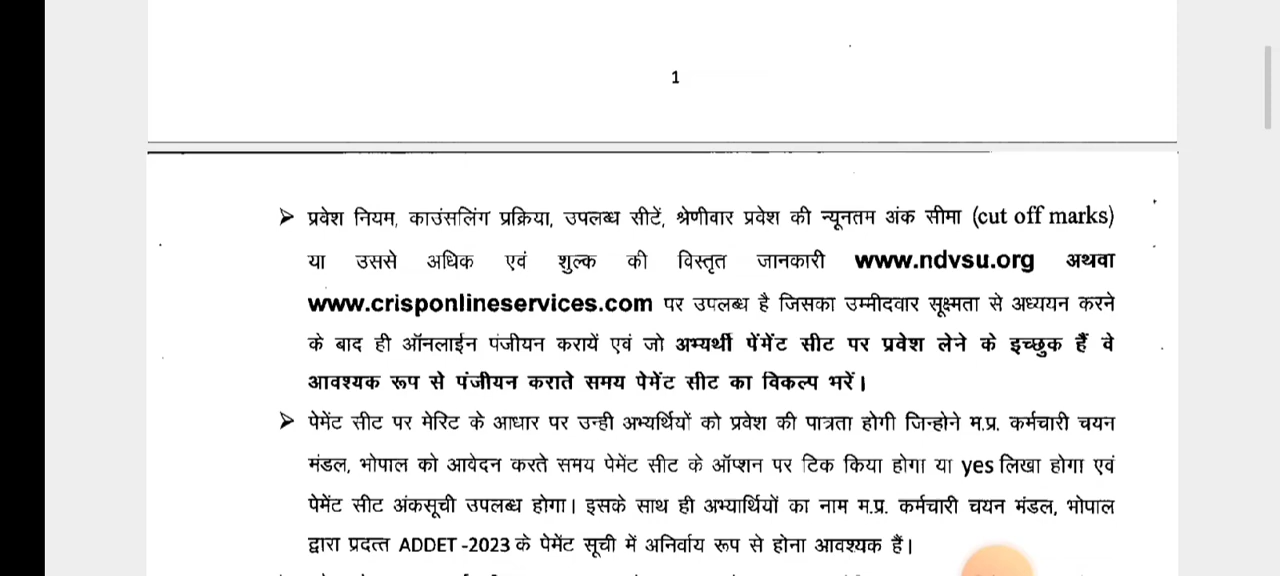 1
➢ प्रवेश नियम, काउंसलिंग प्रक्रिया, उपलब्ध सीटें, श्रेणीवार प्रवेश की न्यूनतम अंक सीमा (cut off marks)
या उससे अधिक एवं शुल्क की विस्तृत जानकारी www.ndvsu.org अथवा
www.crisponlineservices.com पर उपलब्ध है जिसका उम्मीदवार सूक्ष्मता से अध्ययन करने
के बाद ही ऑनलाईन पंजीयन करायें एवं जो अभ्यर्थी पेंमेंट सीट पर प्रवेश लेने के इच्छुक हैं वे
आवश्यक रूप से पंजीयन कराते समय पेमेंट सीट का विकल्प भरें।
➢ पेमेंट सीट पर मेरिट के आधार पर उन्ही अभ्यर्थियों को प्रवेश की पात्रता होगी जिन्होने म.प्र. कर्मचारी चयन
मंडल, भोपाल को आवेदन करते समय पेमेंट सीट के ऑप्शन पर टिक किया होगा या yes लिखा होगा एवं
पेमेंट सीट अंकसूची उपलब्ध होगा। इसके साथ ही अभ्यार्थियों का नाम म.प्र. कर्मचारी चयन मंडल, भोपाल
द्वारा प्रदत्त ADDET -2023 के पेमेंट सूची में अनिर्वाय रूप से होना आवश्यक हैं।